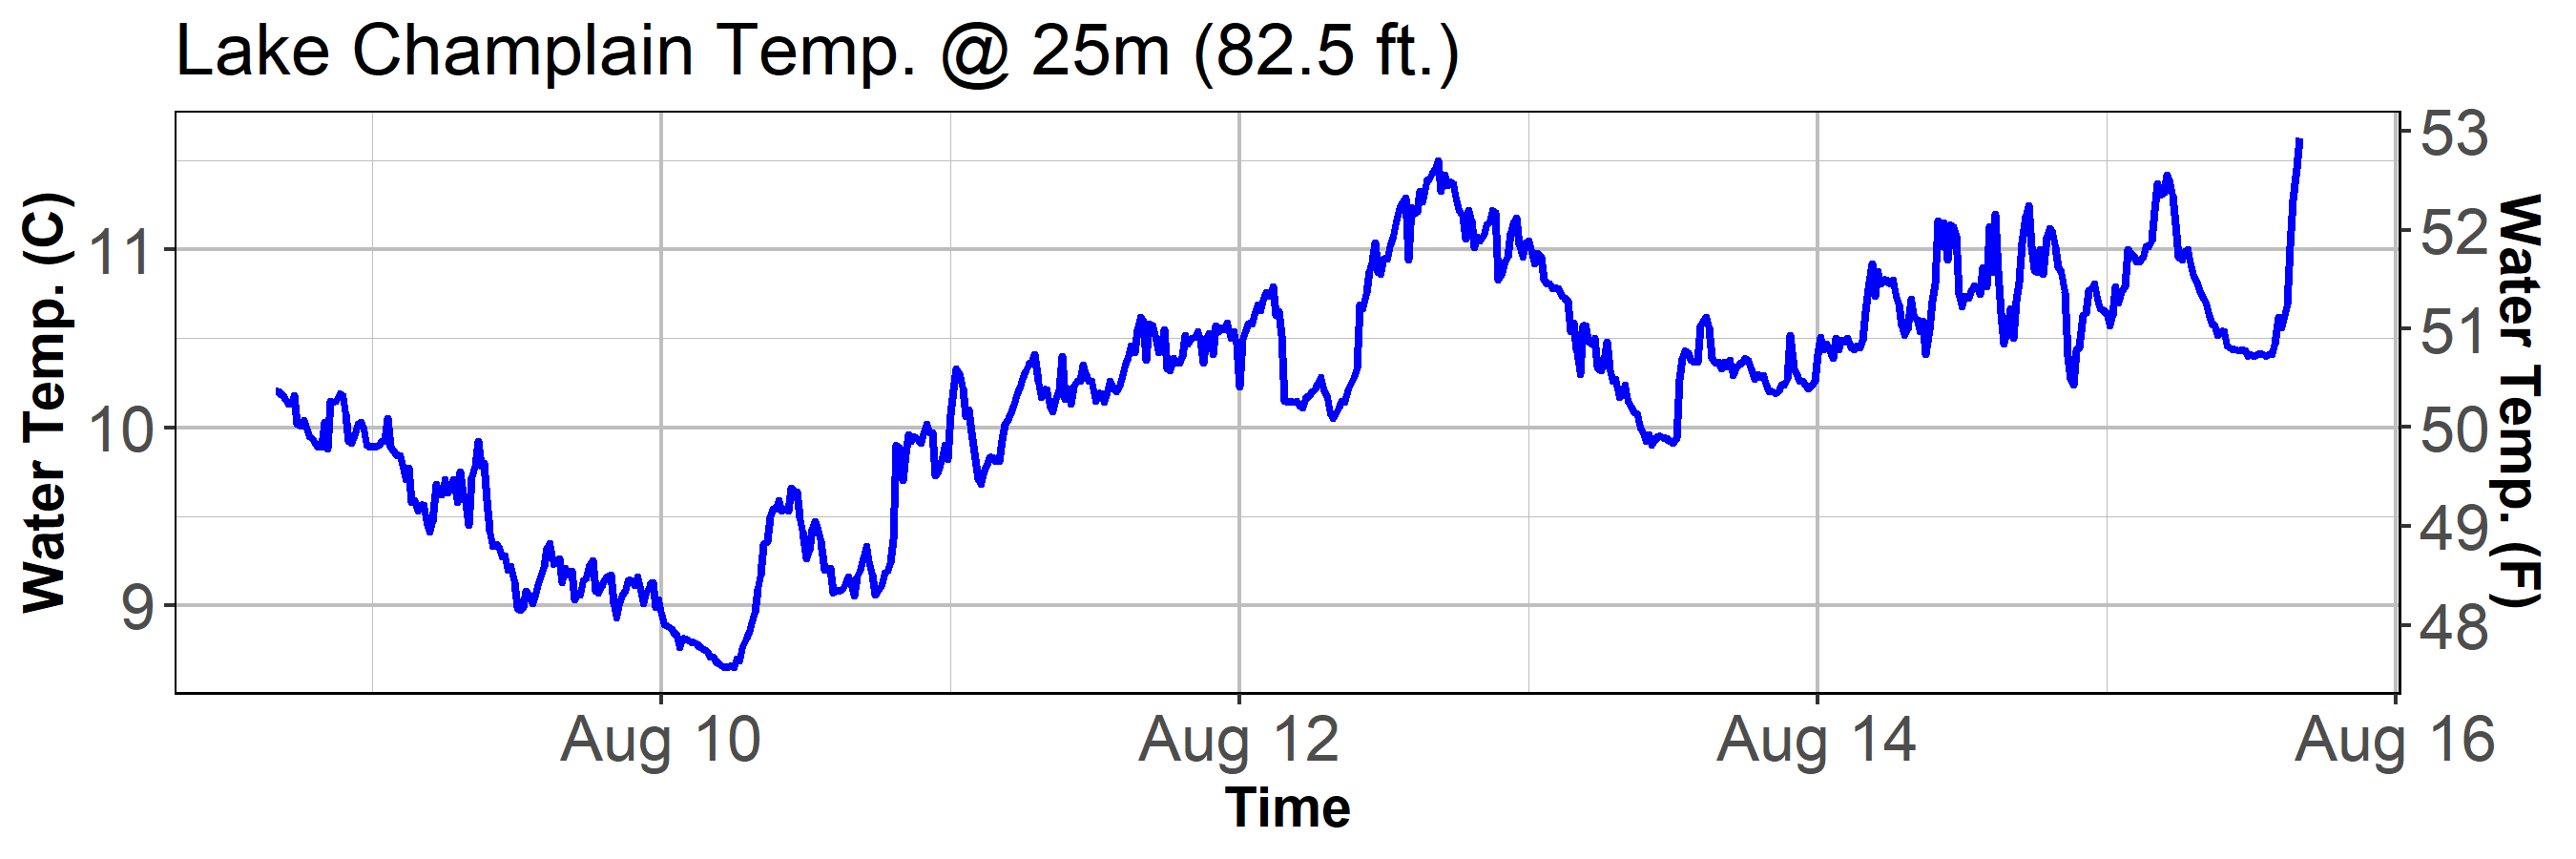 Lake Champlain Temp. @ 25m (82.5 ft.)
Water Temp. (C)
11
10
9
53
52
51
50
49
48
Water Temp. (F)
Aug 10 Aug 12 Aug 14 Aug 16
Time